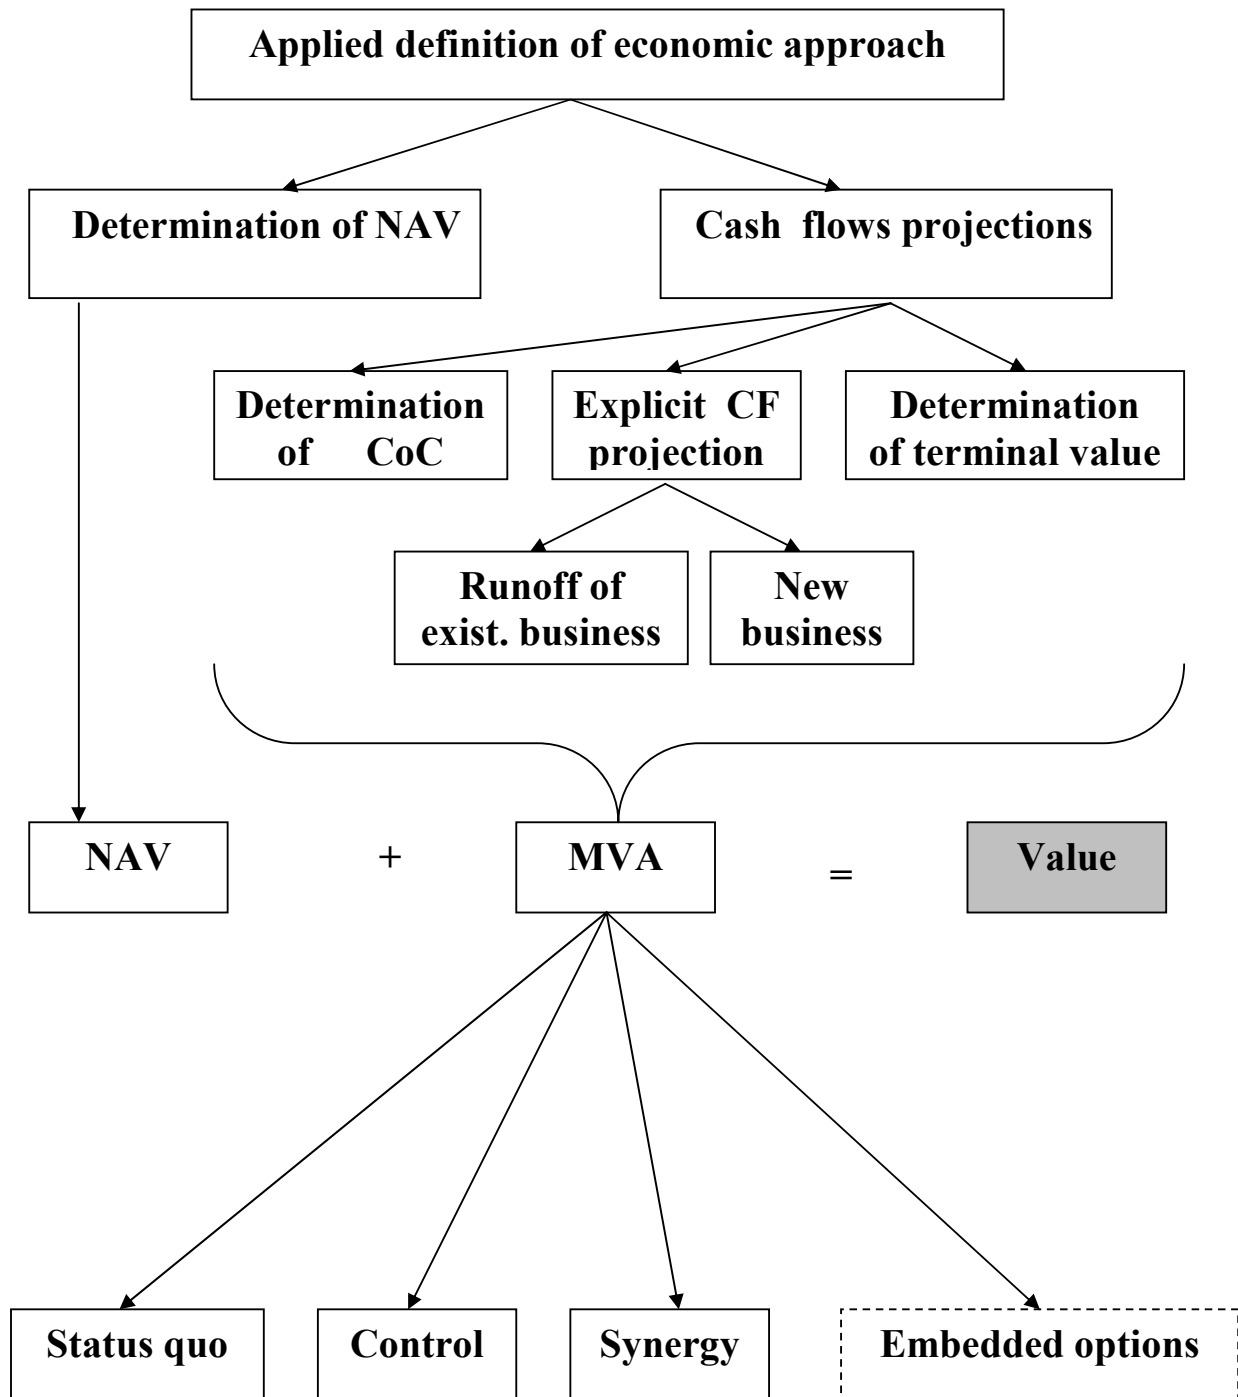 Applied definition of economic approach
Determination of NAV
Cash flows projections
Determination
of CoC
Explicit CF
projection
Determination
of terminal value
Runoff of
exist. business
New
business
NAV
+
MVA
=
Value
Status quo
Control
Synergy
Embedded options